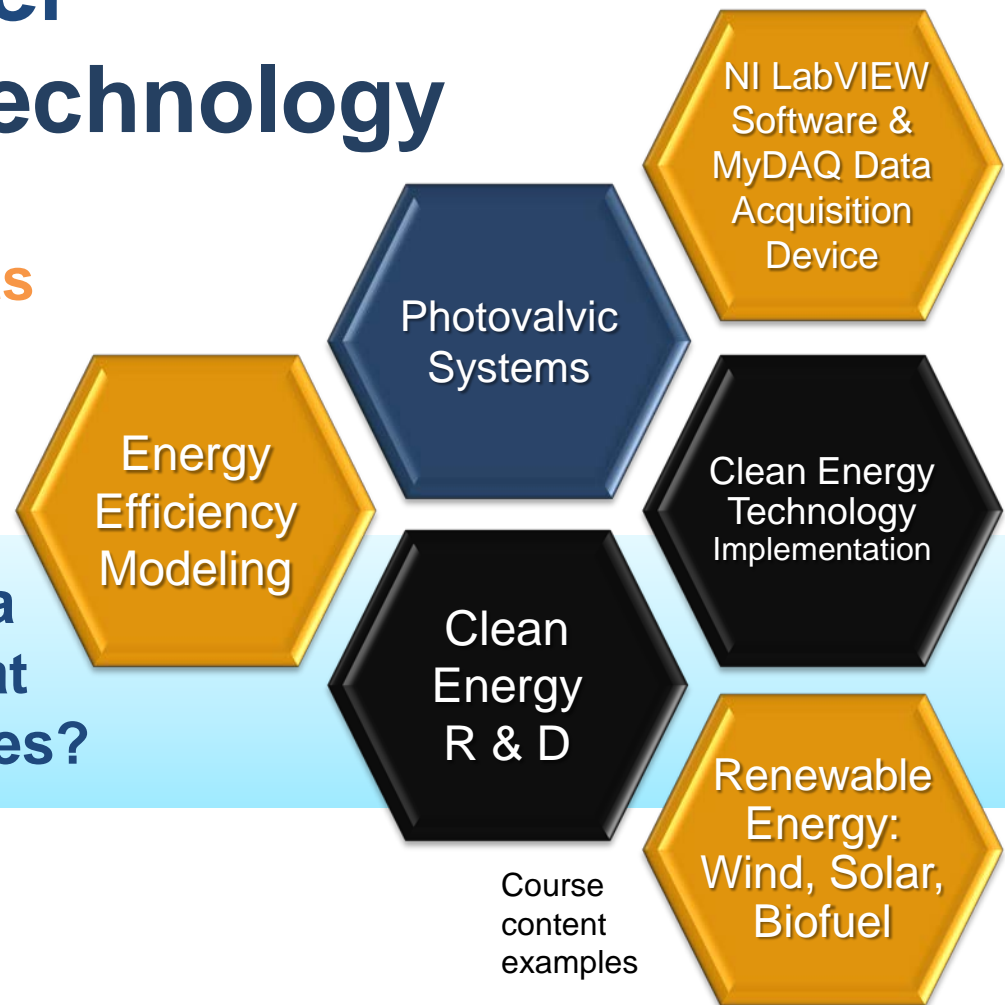 echnology
NI LabVIEW
Software &
MyDAQ Data
Acquisition
Device
s
Photovalvic
Systems
Energy
Efficiency
Modeling
Clean Energy
Technology
Implementation
a
es?
Clean
Energy
R & D
Renewable
Energy:
Wind, Solar,
Biofuel
Course
content
examples